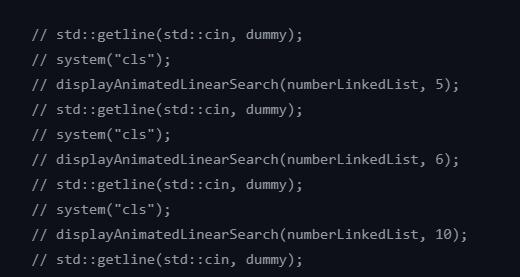 // std::getline(std::cin, dummy);
// system("cls");
// displayAnimatedLinearSearch(numberLinkedList, 5);
// std::getline(std::cin, dummy);
// system("cls");
// displayAnimatedLinearSearch(numberLinkedList, 6);
// std::getline(std::cin, dummy);
// system("cls");
// displayAnimatedLinearSearch(numberLinkedList, 10);
// std::getline(std::cin, dummy);